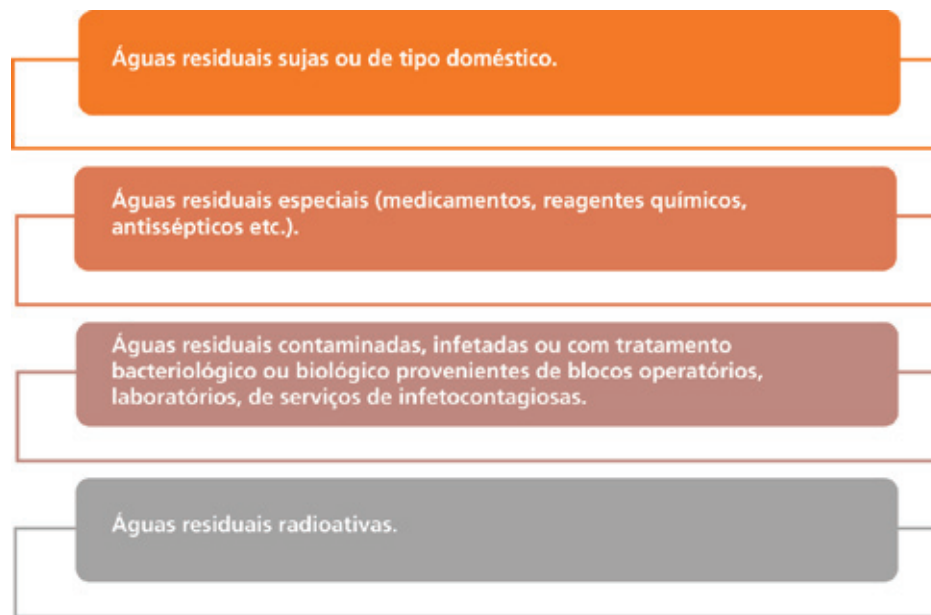 Águas residuais sujas ou de tipo doméstico.
Águas residuais especiais (medicamentos, reagentes químicos,
antissépticos etc.).
Águas residuais contaminadas, infetadas ou com tratamento
bacteriológico ou biológico provenientes de blocos operatórios,
laboratórios, de serviços de infetocontagiosas.
Águas residuais radioativas.